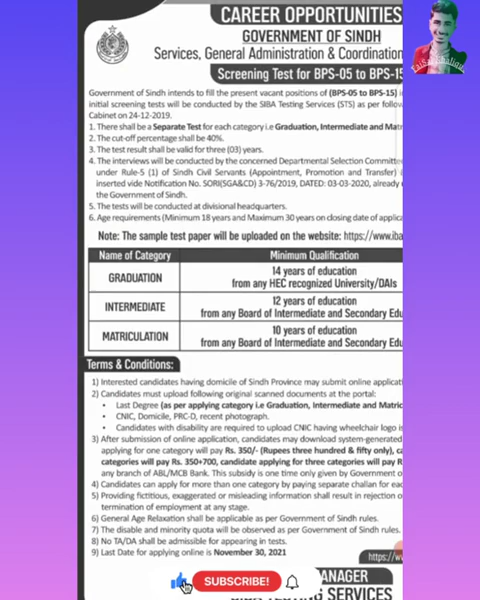 CAREER OPPORTUNITIES
GOVERNMENT OF SINDH
Services, General Administration & Coordination
Screening Test for BPS-05 to BPS-15
Government of Sindh intends to fill the present vacant positions of (BPS-05 to BPS-15)
initial screening tests will be conducted by the SIBA Testing Services (STS) as per follow
Cabinet on 24-12-2019.
1. There shall be a Separate Test for each category i.e Graduation, Intermediate and Mat
2. The cut-off percentage shall be 40%.
3. The test result shall be valid for three (03) years.
4. The interviews will be conducted by the concerned Departmental Selection Committe
under Rule-5 (1) of Sindh Civil Servants (Appointment, Promotion and Transfer)
inserted vide Notification No. SORI(SG&CD) 3-76/2019, DATED: 03-03-2020, already
the Government of Sindh.
5. The tests will be conducted at divisional headquarters.
6. Age requirements (Minimum 18 years and Maximum 30 years on closing date of applica
Note: The sample test paper will be uploaded on the website: https://www.iba
Name of Category Minimum Qualification
GRADUATION 14 years of education
from any HEC recognized University/DAIs
INTERMEDIATE 12 years of education
from any Board of Intermediate and Secondary Edu
MATRICULATION 10 years of education
from any Board of Intermediate and Secondary Edu
Terms & Conditions:
1) Interested candidates having domicile of Sindh Province may submit online applicat
2) Candidates must upload following original scanned documents at the portal:
• Last Degree (as per applying category i.e Graduation, Intermediate and Matric
• CNIC, Domicile, PRC-D, recent photograph.
• Candidates with disability are required to upload CNIC having wheelchair logo is
3) After submission of online application, candidates may download system-generated
applying for one category will pay Rs. 350/- (Rupees three hundred & fifty only), ca
categories will pay Rs. 350+700, candidate applying for three categories will pay R
any branch of ABL/MCB Bank. This subsidy is one time only given by Government o
4) Candidates can apply for more than one category by paying separate challan for eac
5) Providing fictitious, exaggerated or misleading information shall result in rejection o
termination of employment at any stage.
6) General Age Relaxation shall be applicable as per Government of Sindh rules.
7) The disable and minority quota will be observed as per Government of Sindh rules.
8) No TA/DA shall be admissible for appearing in tests.
9) Last Date for applying online is November 30, 2021
https://w
SUBSCRIBE!
ANAGER
SIBA TESTING SERVICES